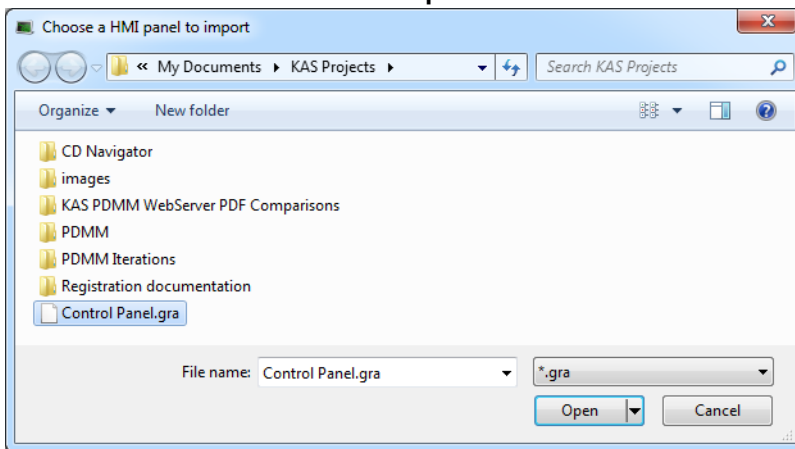 Choose a HMI panel to import
« My Documents KAS Projects Search KAS Projects
Organize New folder
CD Navigator
images
KAS PDMM WebServer PDF Comparisons
PDMM
PDMM Iterations
Registration documentation
Control Panel.gra
File name: Control Panel.gra *.gra
Open Cancel